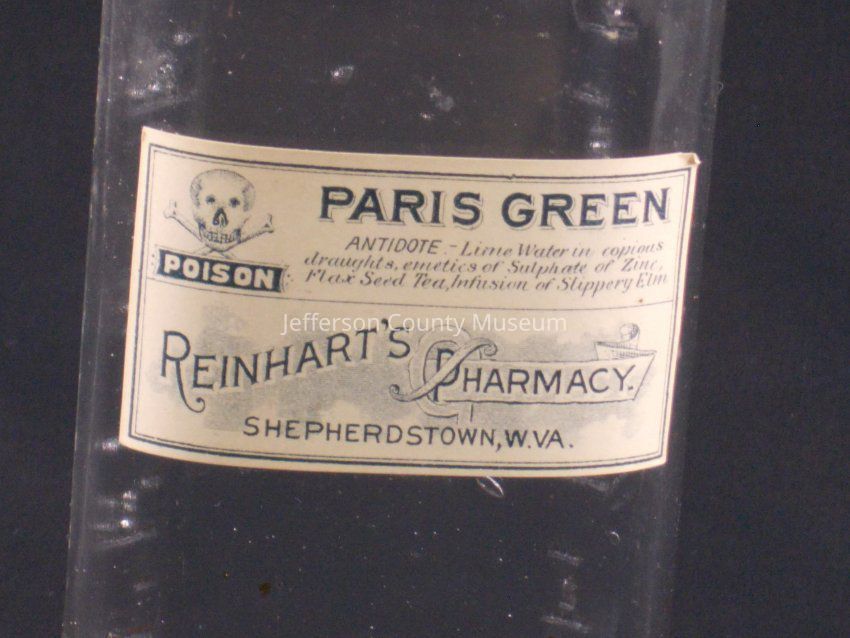 PARIS GREEN
POISON
ANTIDOTE.- Lime Water in copious
draughts, emetics of Sulphate of Zinc,
Flax Seed Tea, Infusion of Slippery Elm
Jefferson County Museum
REINHART'S PHARMACY.
SHEPHERDSTOWN, W. VA.